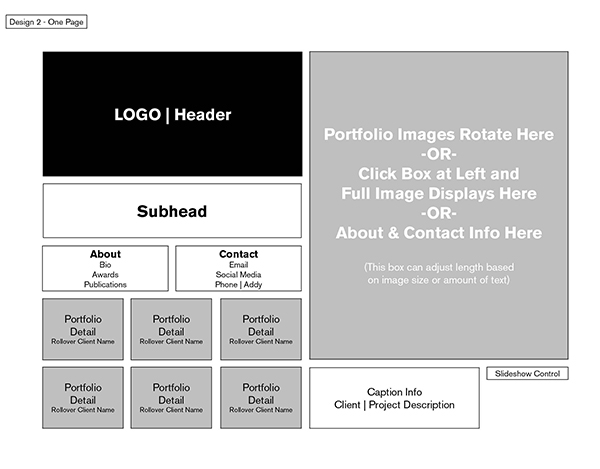 Design 2 - One Page
LOGO | Header
Subhead
About
Bio
Awards
Publications
Contact
Email
Social Media
Phone | Addy
Portfolio
Detail
Rollover Client Name
Portfolio
Detail
Rollover Client Name
Portfolio
Detail
Rollover Client Name
Portfolio
Detail
Rollover Client Name
Portfolio
Detail
Rollover Client Name
Portfolio
Detail
Rollover Client Name
Portfolio Images Rotate Here
-OR-
Click Box at Left and
Full Image Displays Here
-OR-
About & Contact Info Here
(This box can adjust length based
on image size or amount of text)
Slideshow Control
Caption Info
Client | Project Description